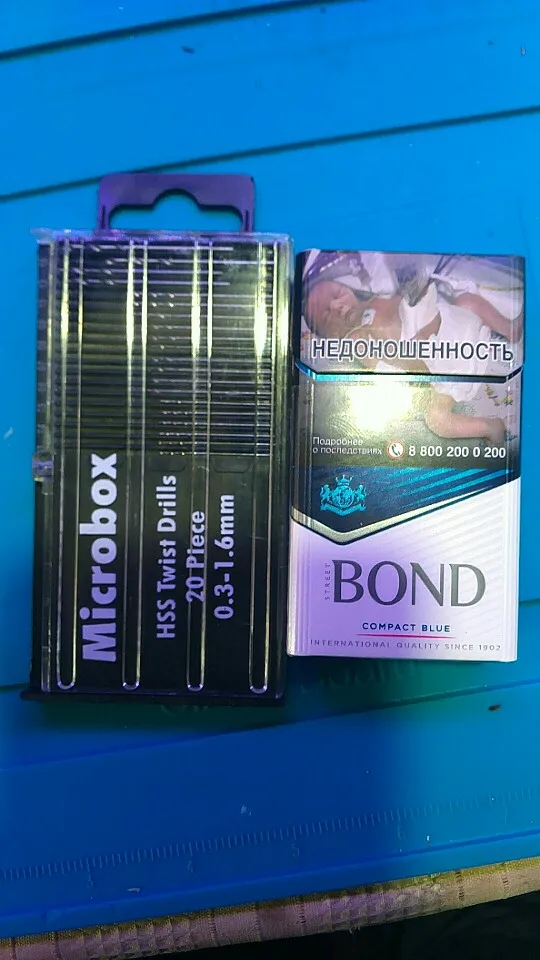 Microbox
HSS Twist Drills
20 Piece
0.3-1.6mm
НЕДОНОШЕННОСТЬ
Подробнее
о последствиях 8 800 200 0 200
STREET
BOND
COMPACT BLUE
INTERNATIONAL QUALITY SINCE 1902